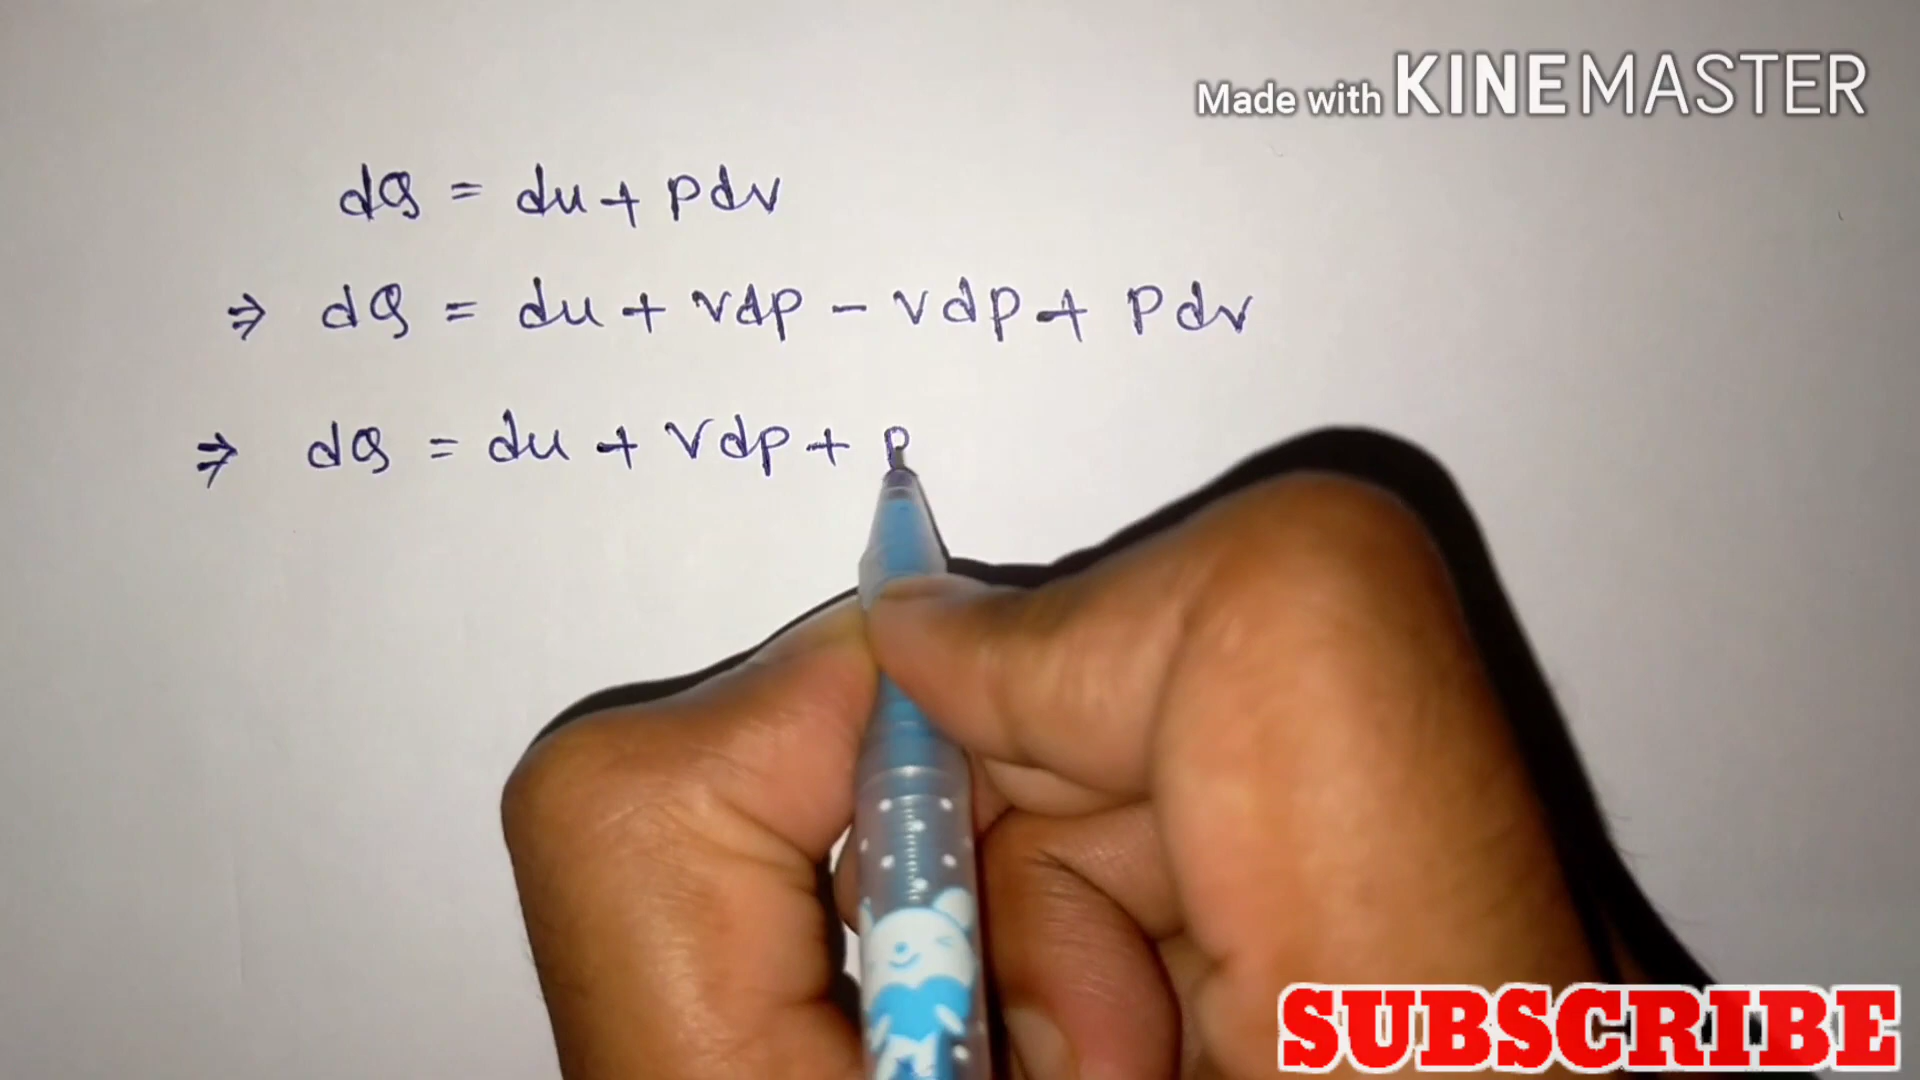 Made with KINEMASTER
dQ = du + pdv
⇒ dQ = du + vdp - vdp + pdv
⇒ dQ = du + vdp + p
SUBSCRIBE